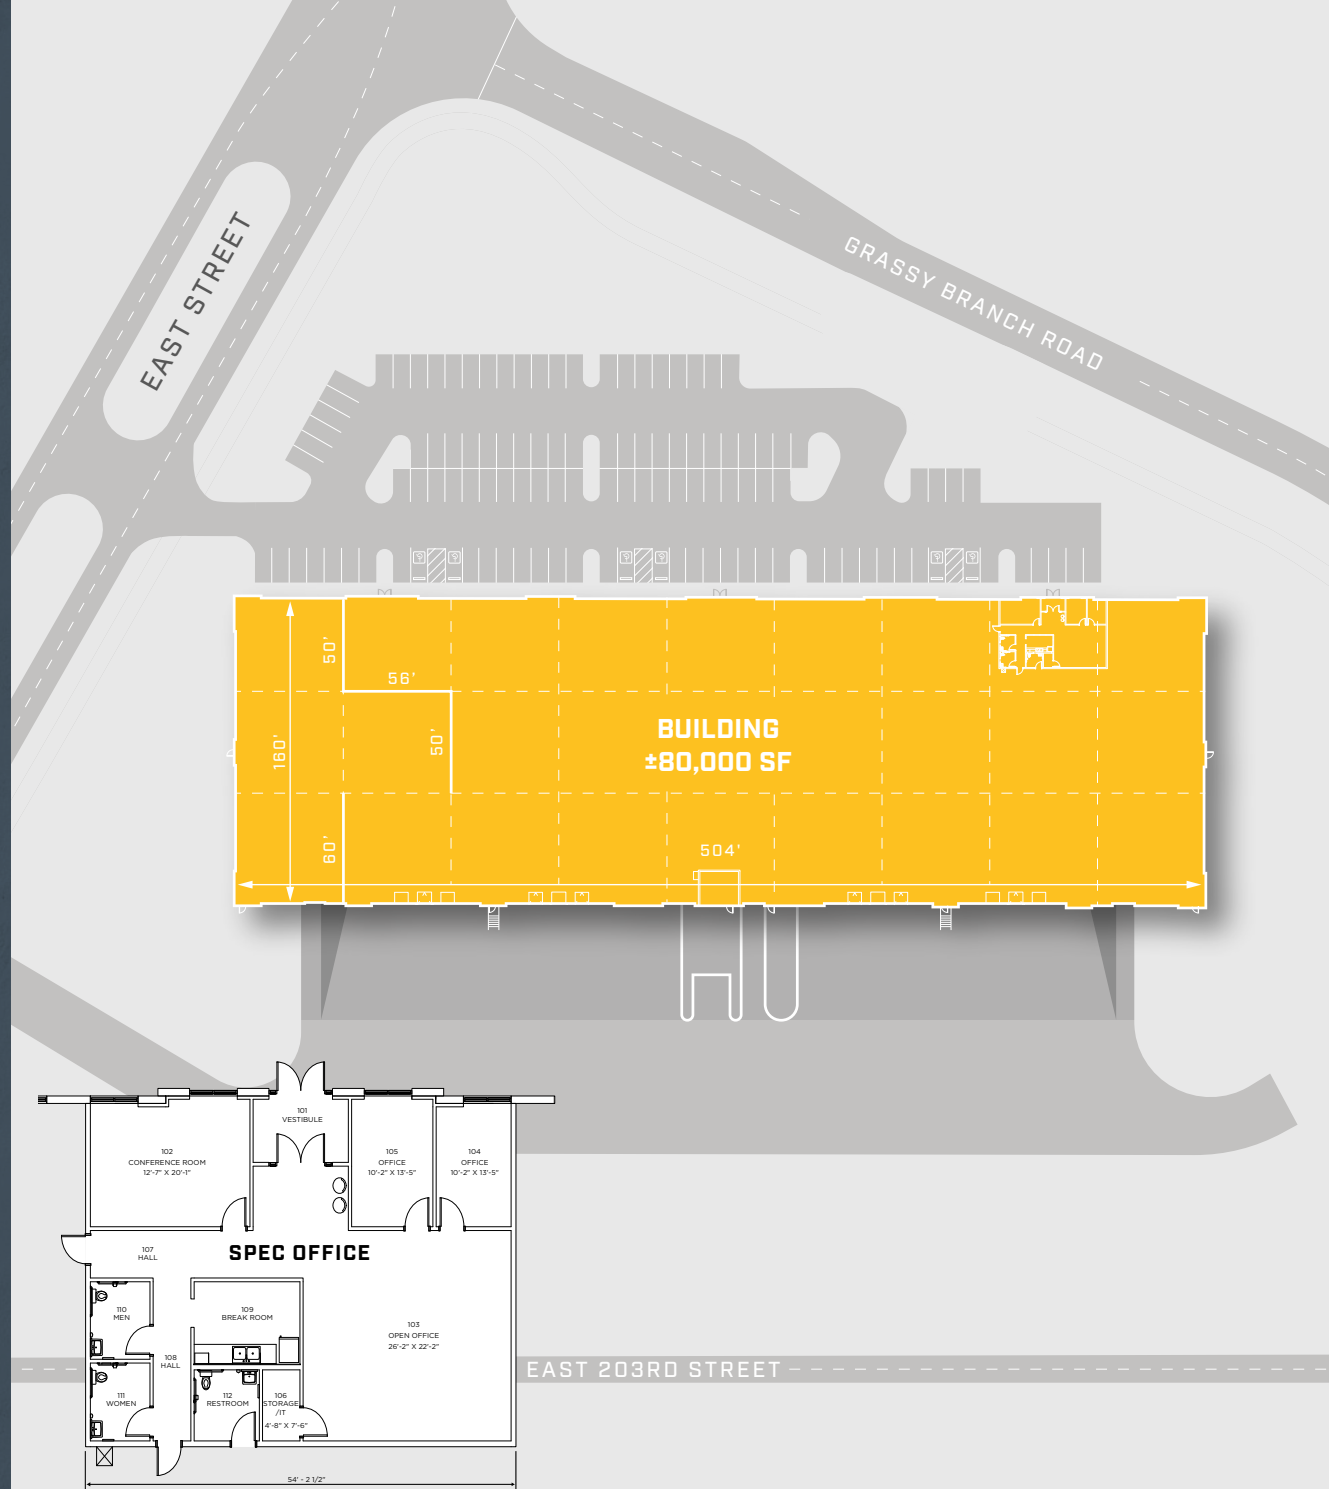 EAST STREET
GRASSY BRANCH ROAD
50'
56'
BUILDING
±80,000 SF
50'
160'
60'
504'
101
VESTIBULE
102
CONFERENCE ROOM
12'-7" X 20'-1"
105
OFFICE
10'-2" X 13'-5"
104
OFFICE
10'-2" X 13'-5"
107
HALL
SPEC OFFICE
110
MEN
109
BREAK ROOM
103
OPEN OFFICE
26'-2" X 22'-2"
108
HALL
EAST 203RD STREET
111
WOMEN
112
RESTROOM
106
STORAGE
/IT
4'-8" X 7'-6"
54' - 2 1/2"